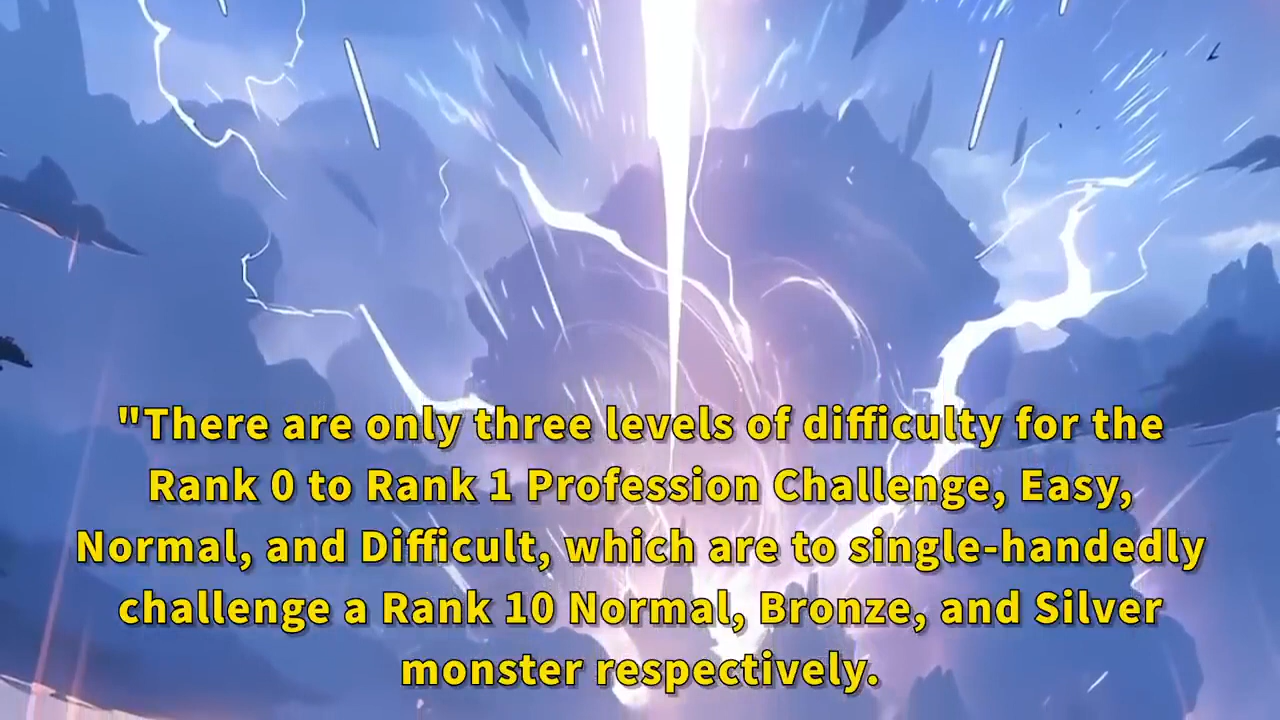 "There are only three levels of difficulty for the
Rank 0 to Rank 1 Profession Challenge, Easy,
Normal, and Difficult, which are to single-handedly
challenge a Rank 10 Normal, Bronze, and Silver
monster respectively.